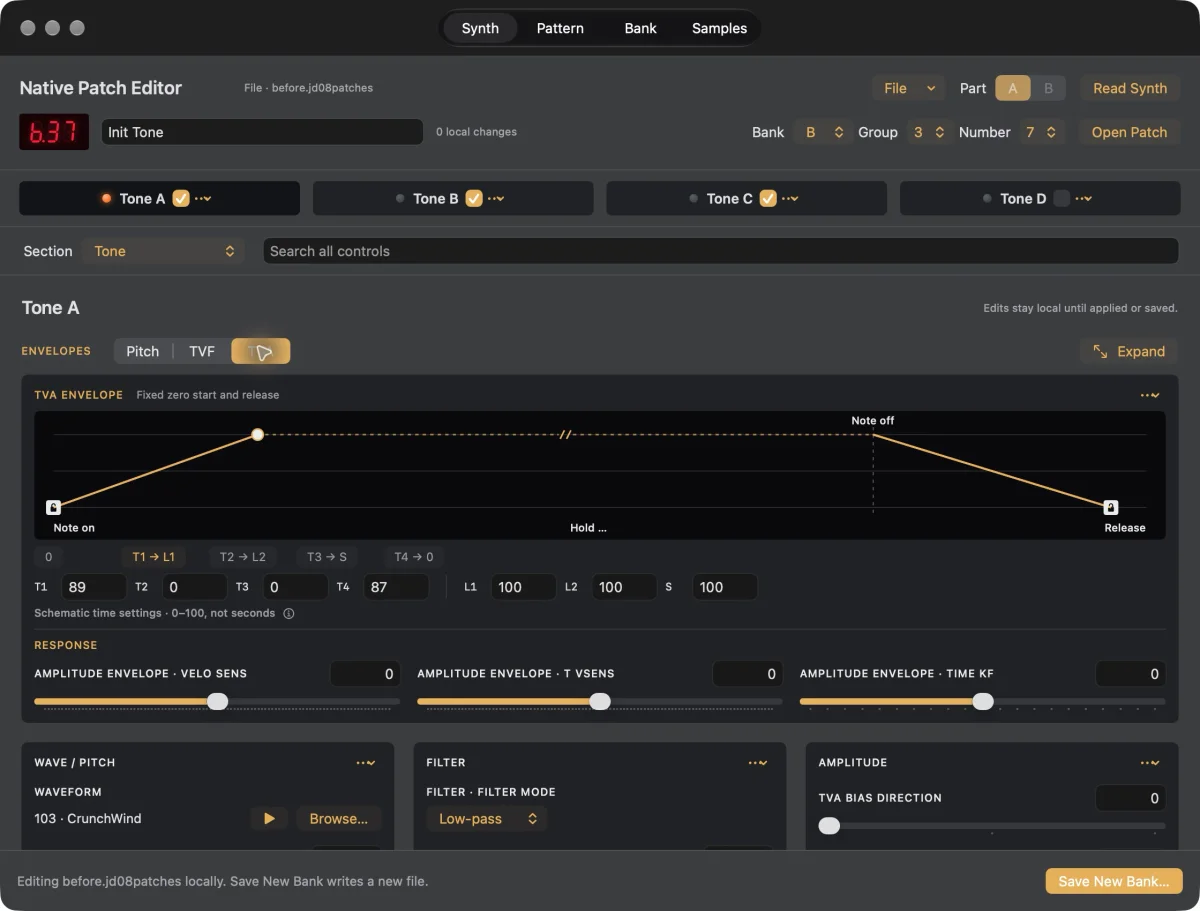 Synth Pattern Bank Samples
Native Patch Editor File · before.jd08patches File Part A B Read Synth
b.37 Init Tone 0 local changes Bank B Group 3 Number 7 Open Patch
Tone A Tone B Tone C Tone D
Section Tone Search all controls
Tone A Edits stay local until applied or saved.
ENVELOPES Pitch TVF Expand
TVA ENVELOPE Fixed zero start and release
Note off
//
Note on Hold ... Release
0 T1 → L1 T2 → L2 T3 → S T4 → 0
T1 89 T2 0 T3 0 T4 87 L1 100 L2 100 S 100
Schematic time settings · 0–100, not seconds
RESPONSE
AMPLITUDE ENVELOPE · VELO SENS 0 AMPLITUDE ENVELOPE · T VSENS 0 AMPLITUDE ENVELOPE · TIME KF 0
WAVE / PITCH FILTER AMPLITUDE
WAVEFORM FILTER · FILTER MODE TVA BIAS DIRECTION 0
103 · CrunchWind Browse... Low-pass
Editing before.jd08patches locally. Save New Bank writes a new file. Save New Bank...